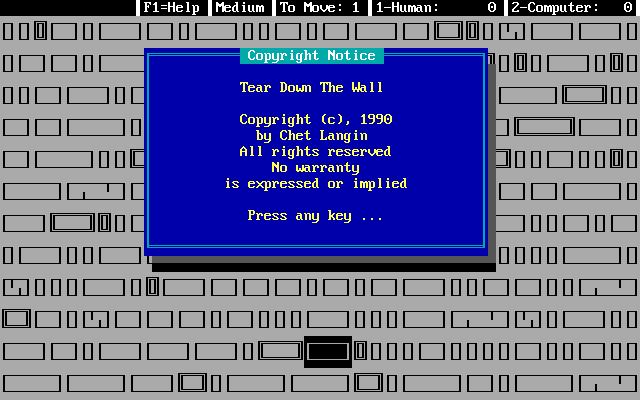 F1=Help Medium To Move: 1 1-Human: 0 2-Computer: 0
Copyright Notice
Tear Down The Wall
Copyright (c), 1990
by Chet Langin
All rights reserved
No warranty
is expressed or implied
Press any key ...